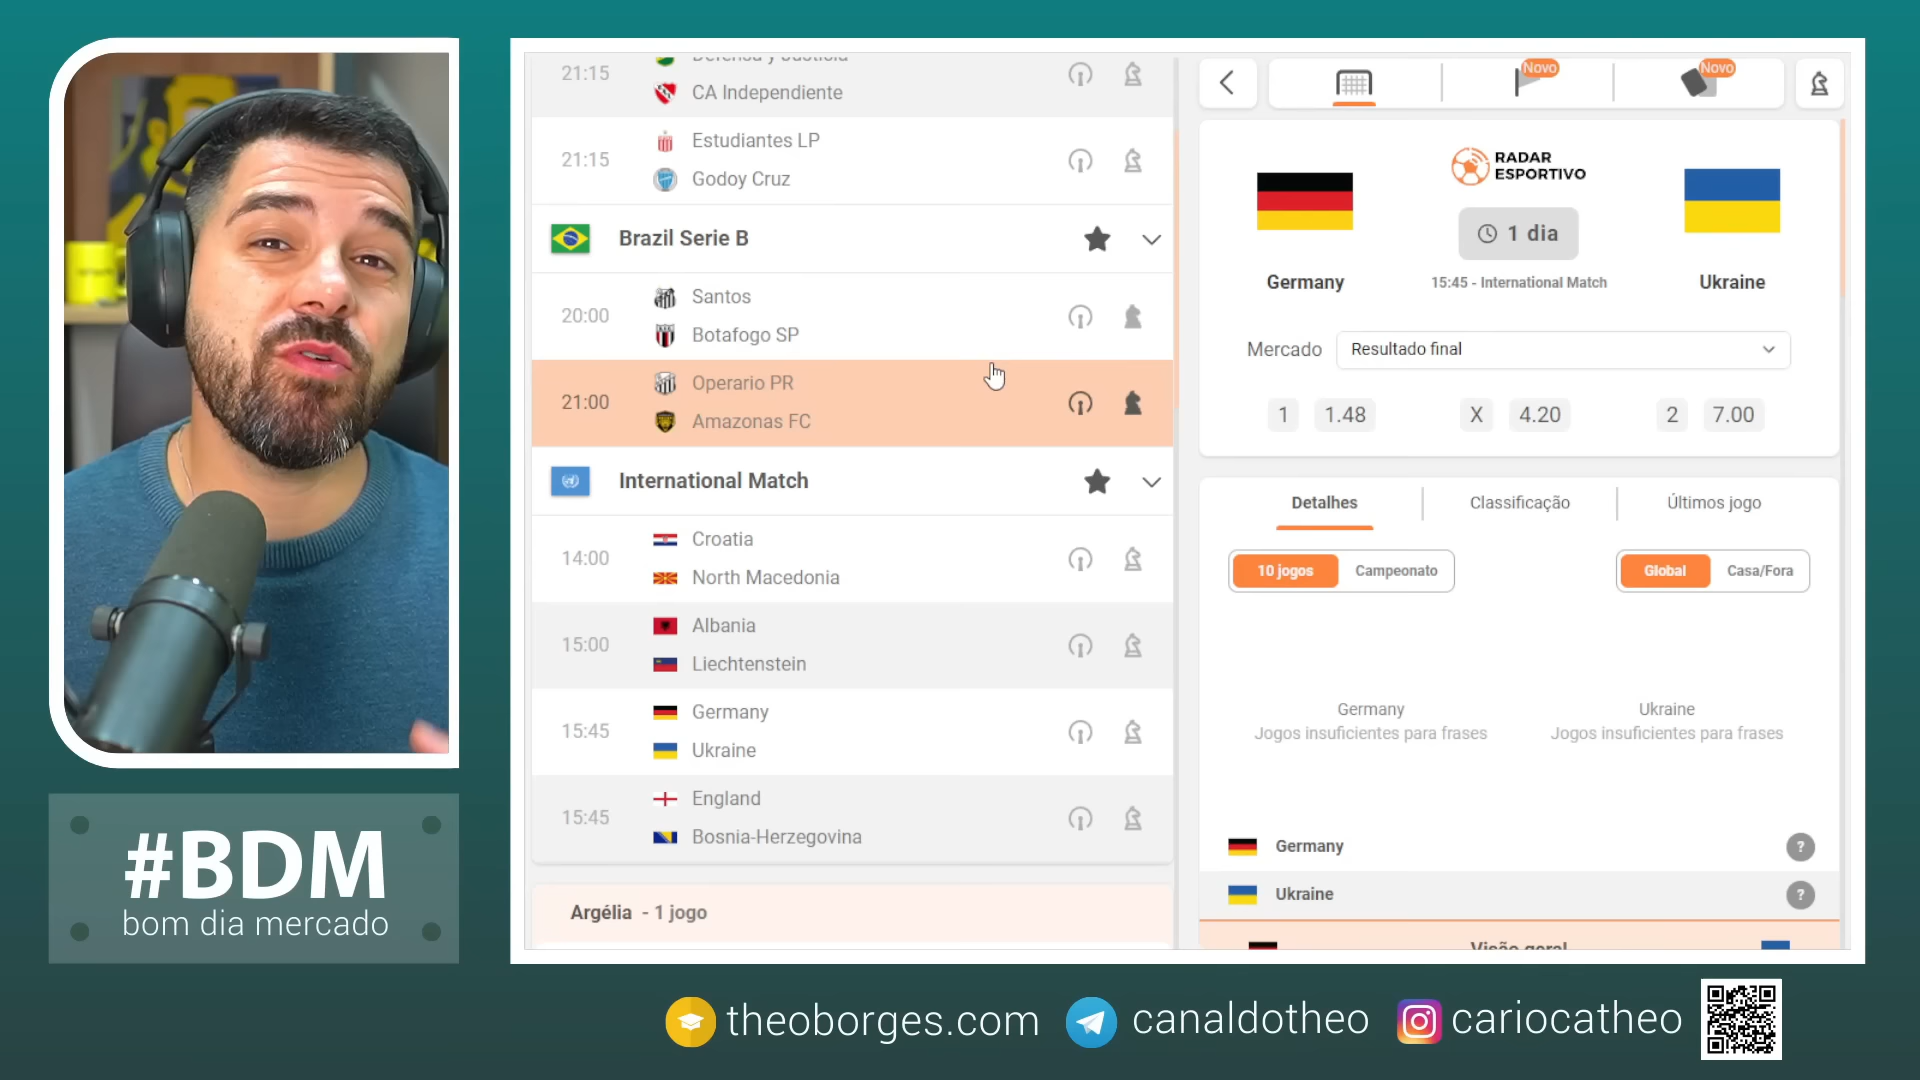 21:15
Defensa y Justicia
CA Independiente
21:15
Estudiantes LP
Godoy Cruz
Brazil Serie B
20:00
Santos
Botafogo SP
21:00
Operario PR
Amazonas FC
International Match
14:00
Croatia
North Macedonia
15:00
Albania
Liechtenstein
15:45
Germany
Ukraine
15:45
England
Bosnia-Herzegovina
Argélia - 1 jogo
Novo
Novo
RADAR
ESPORTIVO
1 dia
Germany
15:45 - International Match
Ukraine
Mercado
Resultado final
1 1.48 X 4.20 2 7.00
Detalhes
Classificação
Últimos jogo
10 jogos
Campeonato
Global
Casa/Fora
Germany
Jogos insuficientes para frases
Ukraine
Jogos insuficientes para frases
Germany ?
Ukraine ?
Visão geral
#BDM
bom dia mercado
theoborges.com
canaldotheo
cariocatheo